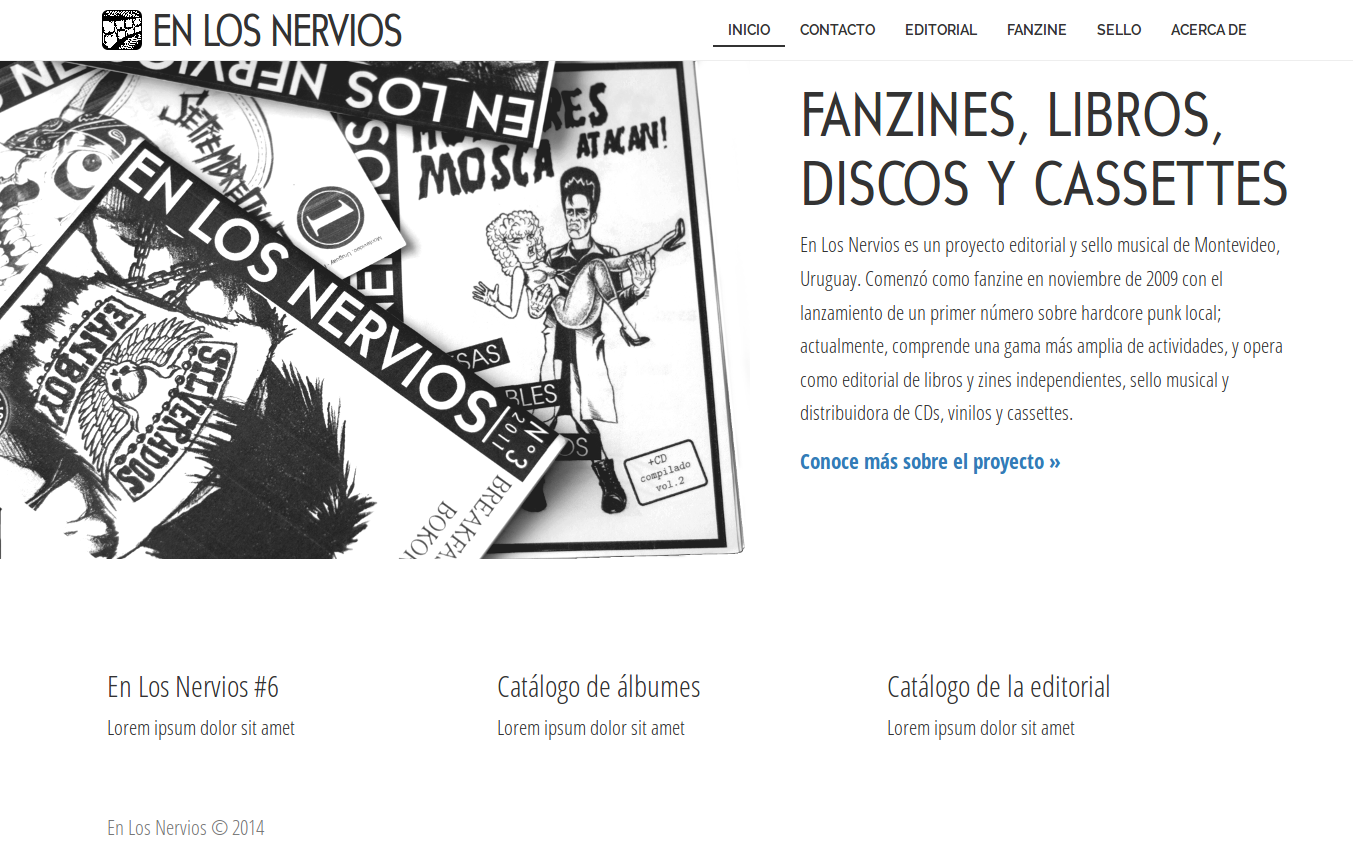 EN LOS NERVIOS
INICIO CONTACTO EDITORIAL FANZINE SELLO ACERCA DE
EN LOS NERVIOS
SEPTIEMBRE
1
Montevideo, Uruguay
MOSCA
ATACAN!
EN LOS NERVIOS
Nº3
2011
FANBOY
SILVERADOS
+CD
compilado
vol.2
FANZINES, LIBROS,
DISCOS Y CASSETTES
En Los Nervios es un proyecto editorial y sello musical de Montevideo,
Uruguay. Comenzó como fanzine en noviembre de 2009 con el
lanzamiento de un primer número sobre hardcore punk local;
actualmente, comprende una gama más amplia de actividades, y opera
como editorial de libros y zines independientes, sello musical y
distribuidora de CDs, vinilos y cassettes.
Conoce más sobre el proyecto »
En Los Nervios #6
Lorem ipsum dolor sit amet
Catálogo de álbumes
Lorem ipsum dolor sit amet
Catálogo de la editorial
Lorem ipsum dolor sit amet
En Los Nervios © 2014